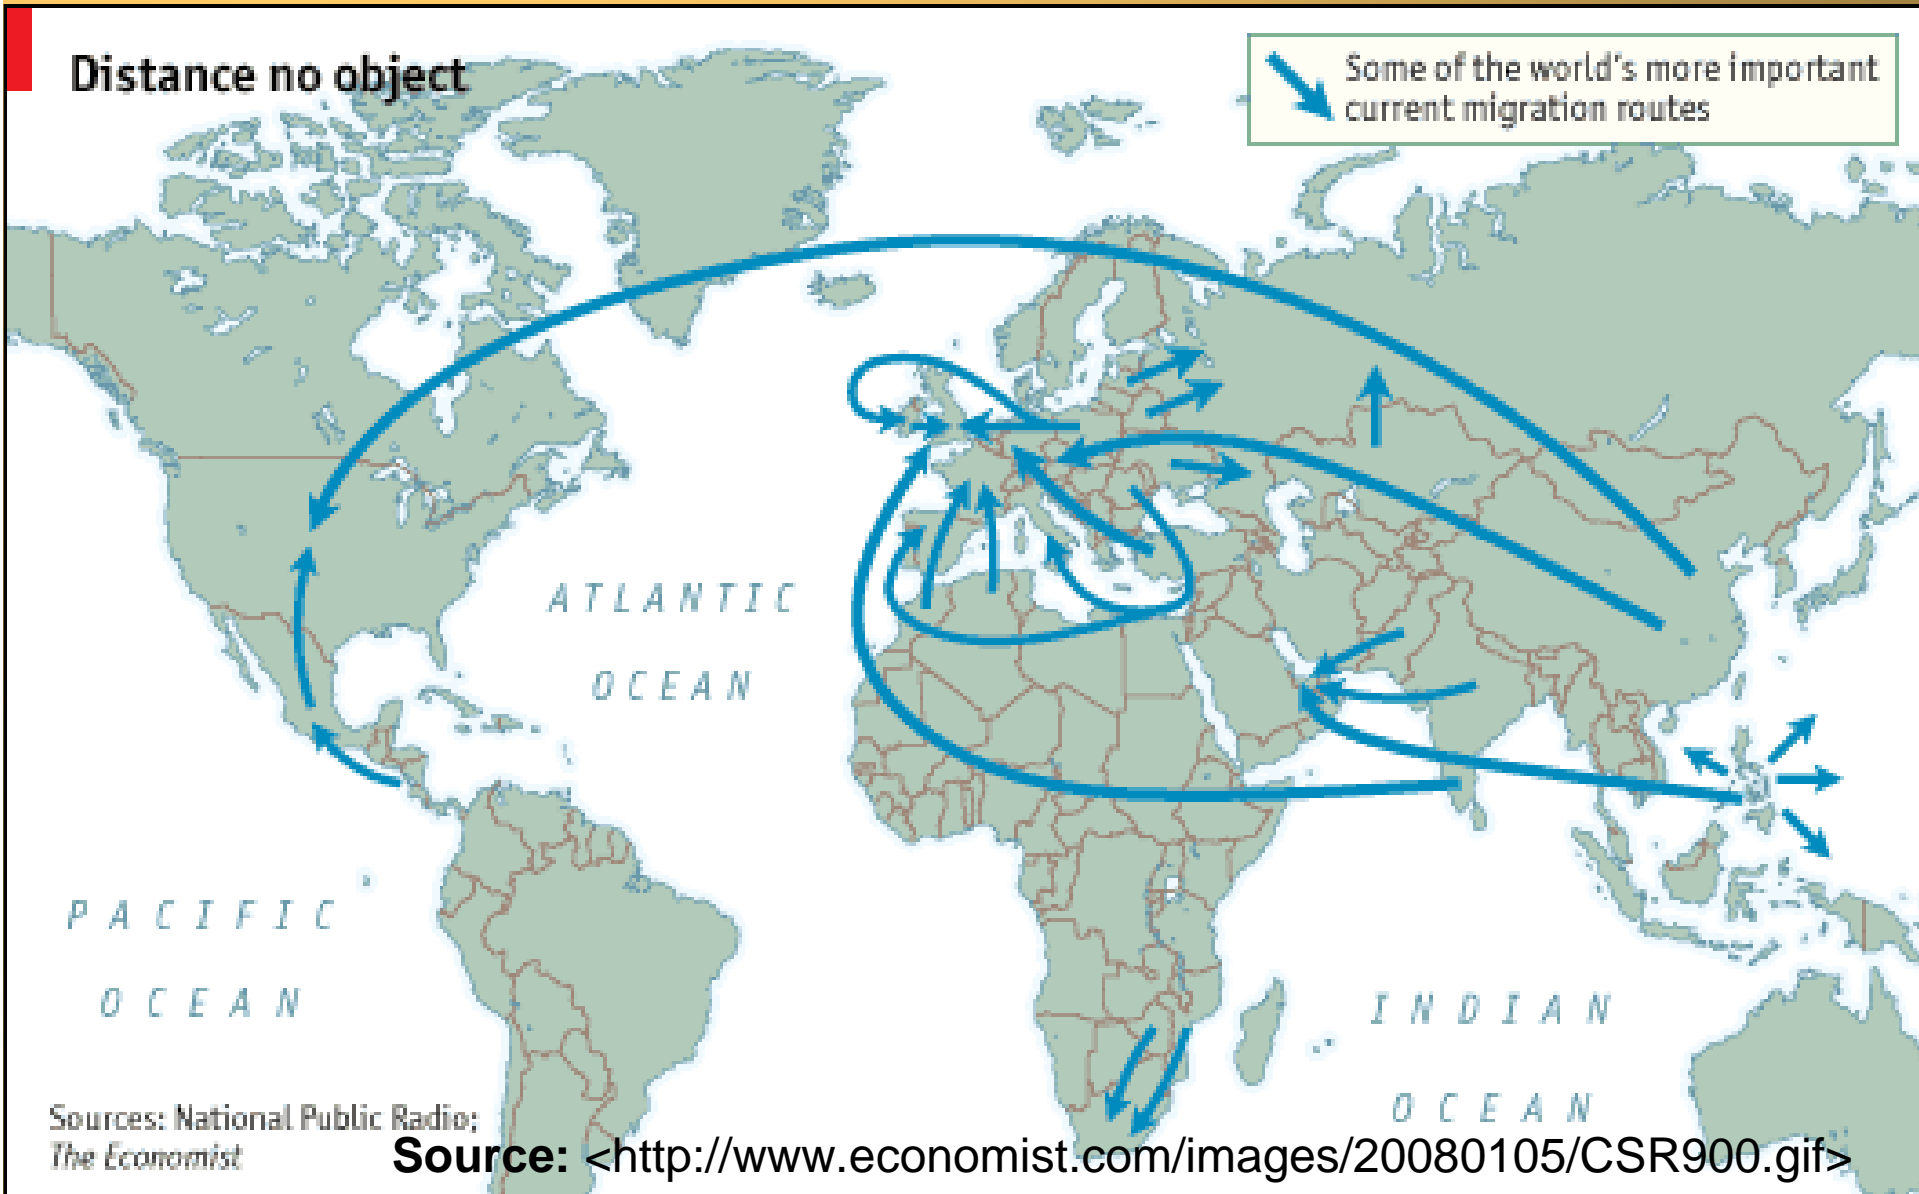 Distance no object
Some of the world's more important
current migration routes
ATLANTIC
OCEAN
PACIFIC
OCEAN
INDIAN
OCEAN
Sources: National Public Radio;
The Economist
Source: <http://www.economist.com/images/20080105/CSR900.gif>